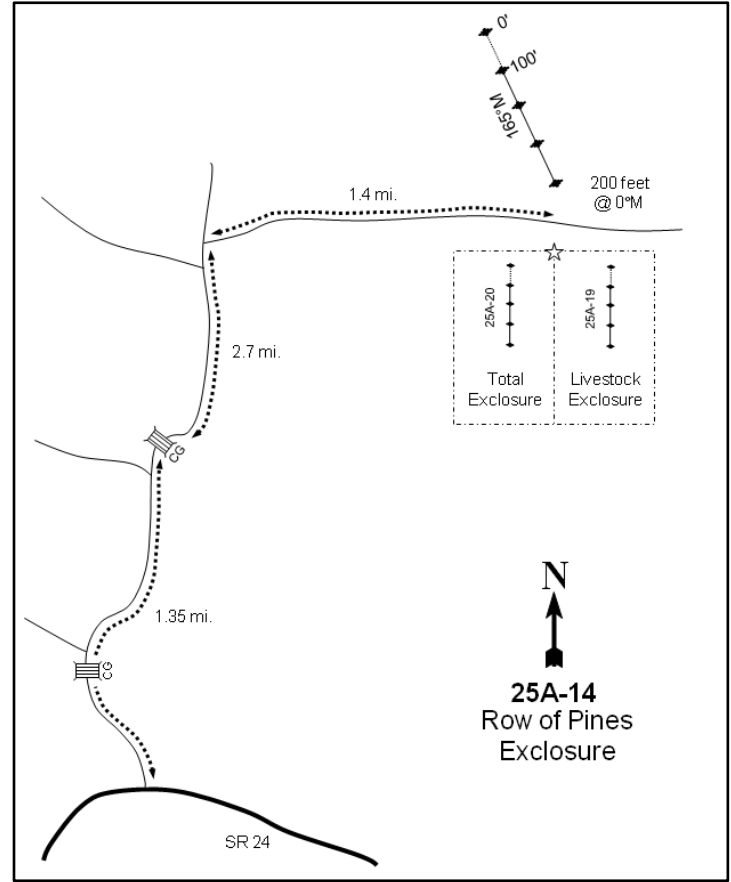 0'
100'
165°M
200 feet
@ 0°M
1.4 mi.
25A-20
25A-19
Total
Exclosure
Livestock
Exclosure
2.7 mi.
CG
1.35 mi.
CG
N
25A-14
Row of Pines
Exclosure
SR 24